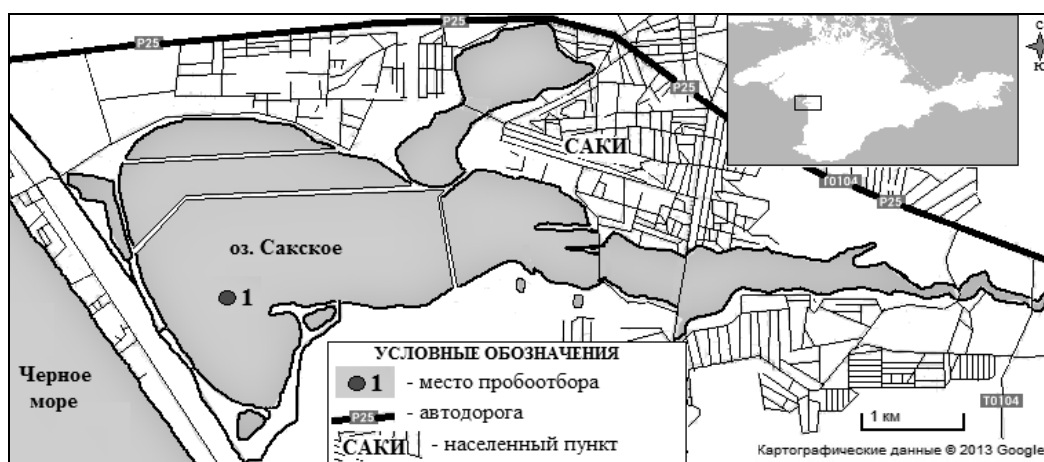 P25
С
Ю
P25
P25
САКИ
T0104
P25
оз. Сакское
1
Черное
море
УСЛОВНЫЕ ОБОЗНАЧЕНИЯ
1 - место пробоотбора
P25 - автодорога
САКИ - населенный пункт
T0104
1 км
Картографические данные © 2013 Google